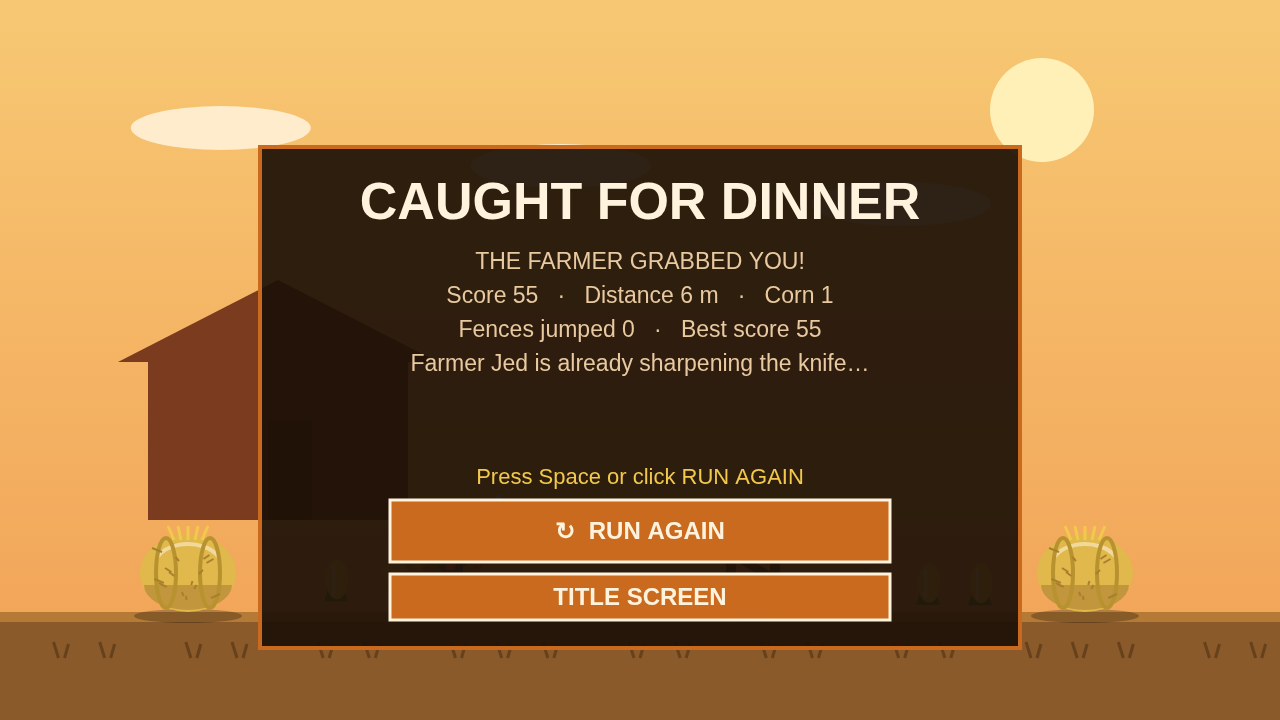 CAUGHT FOR DINNER
THE FARMER GRABBED YOU!
Score 55 · Distance 6 m · Corn 1
Fences jumped 0 · Best score 55
Farmer Jed is already sharpening the knife…
Press Space or click RUN AGAIN
↻ RUN AGAIN
TITLE SCREEN